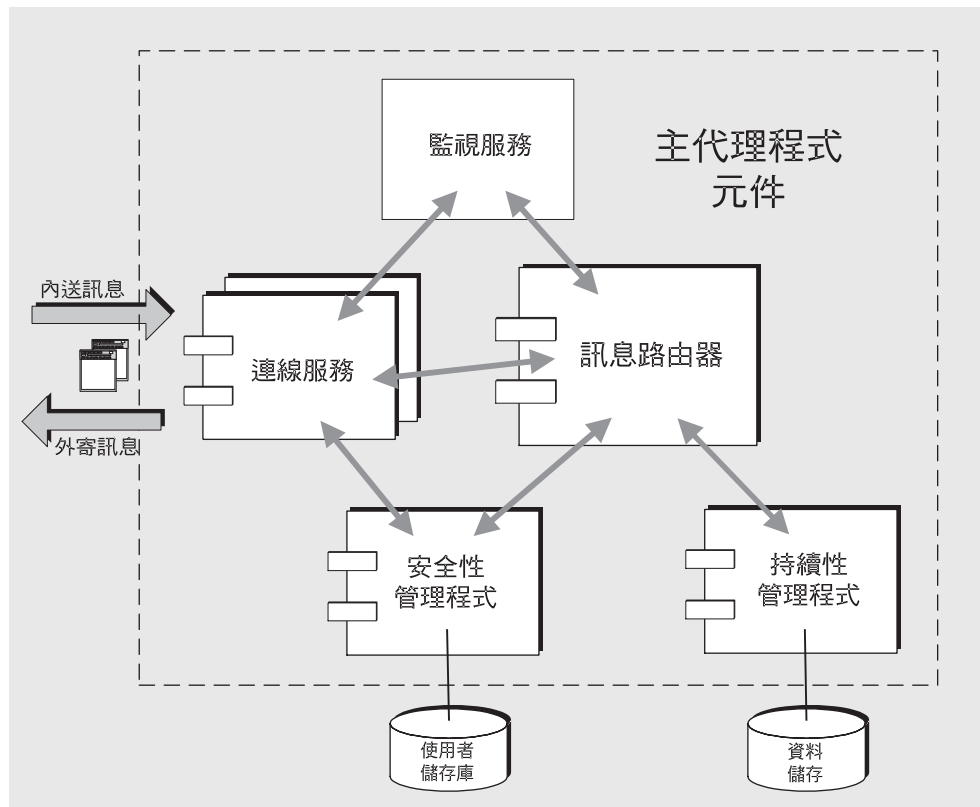 監視服務
主代理程式
元件
內送訊息
連線服務
訊息路由器
外寄訊息
安全性
管理程式
持續性
管理程式
使用者
儲存庫
資料
儲存